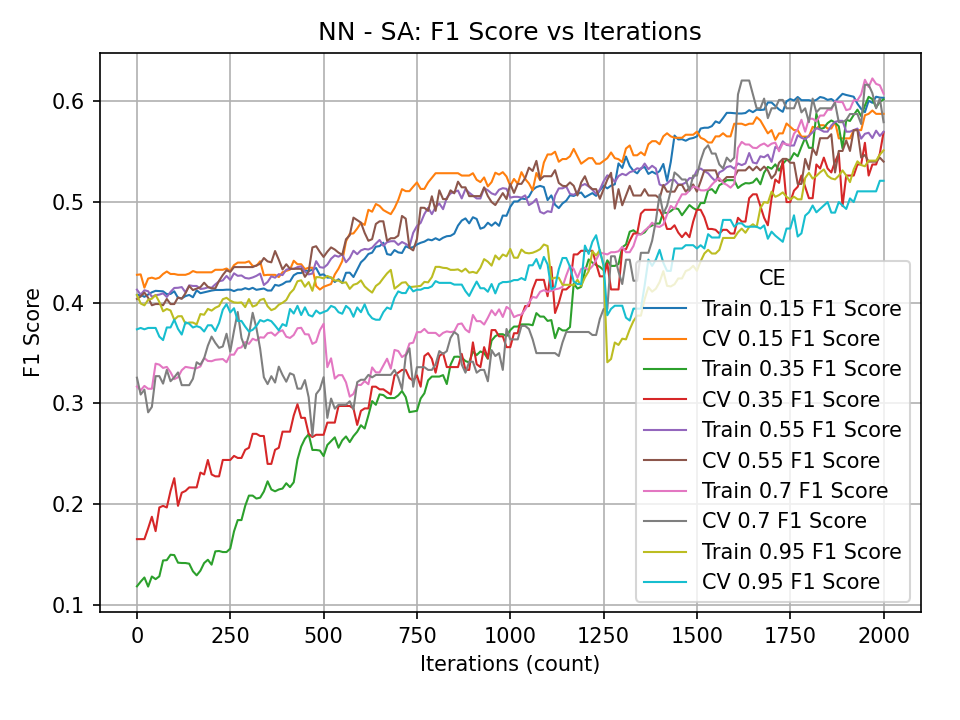 NN - SA: F1 Score vs Iterations
F1 Score
0.6
0.5
0.4
0.3
0.2
0.1
0
250
500
750
1000
1250
1500
1750
2000
Iterations (count)
CE
Train 0.15 F1 Score
CV 0.15 F1 Score
Train 0.35 F1 Score
CV 0.35 F1 Score
Train 0.55 F1 Score
CV 0.55 F1 Score
Train 0.7 F1 Score
CV 0.7 F1 Score
Train 0.95 F1 Score
CV 0.95 F1 Score